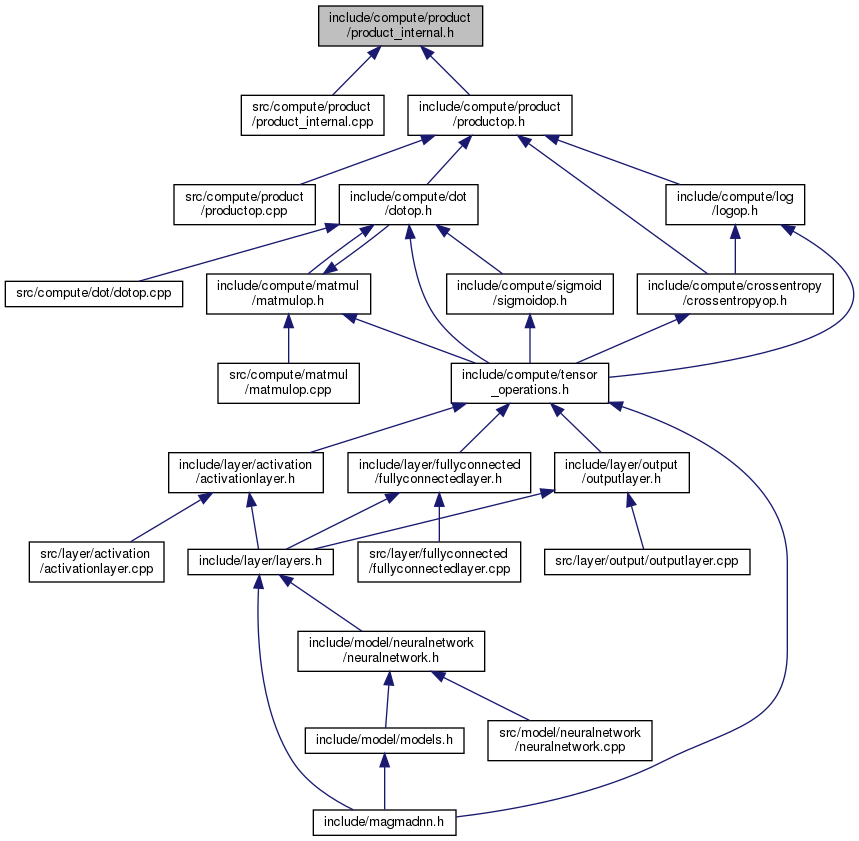 include/compute/product
/product_internal.h
src/compute/product
/product_internal.cpp
include/compute/product
/productop.h
src/compute/product
/productop.cpp
include/compute/dot
/dotop.h
include/compute/log
/logop.h
src/compute/dot/dotop.cpp
include/compute/matmul
/matmulop.h
include/compute/sigmoid
/sigmoidop.h
include/compute/crossentropy
/crossentropyop.h
src/compute/matmul
/matmulop.cpp
include/compute/tensor
_operations.h
include/layer/activation
/activationlayer.h
include/layer/fullyconnected
/fullyconnectedlayer.h
include/layer/output
/outputlayer.h
src/layer/activation
/activationlayer.cpp
include/layer/layers.h
src/layer/fullyconnected
/fullyconnectedlayer.cpp
src/layer/output/outputlayer.cpp
include/model/neuralnetwork
/neuralnetwork.h
include/model/models.h
src/model/neuralnetwork
/neuralnetwork.cpp
include/magmadnn.h